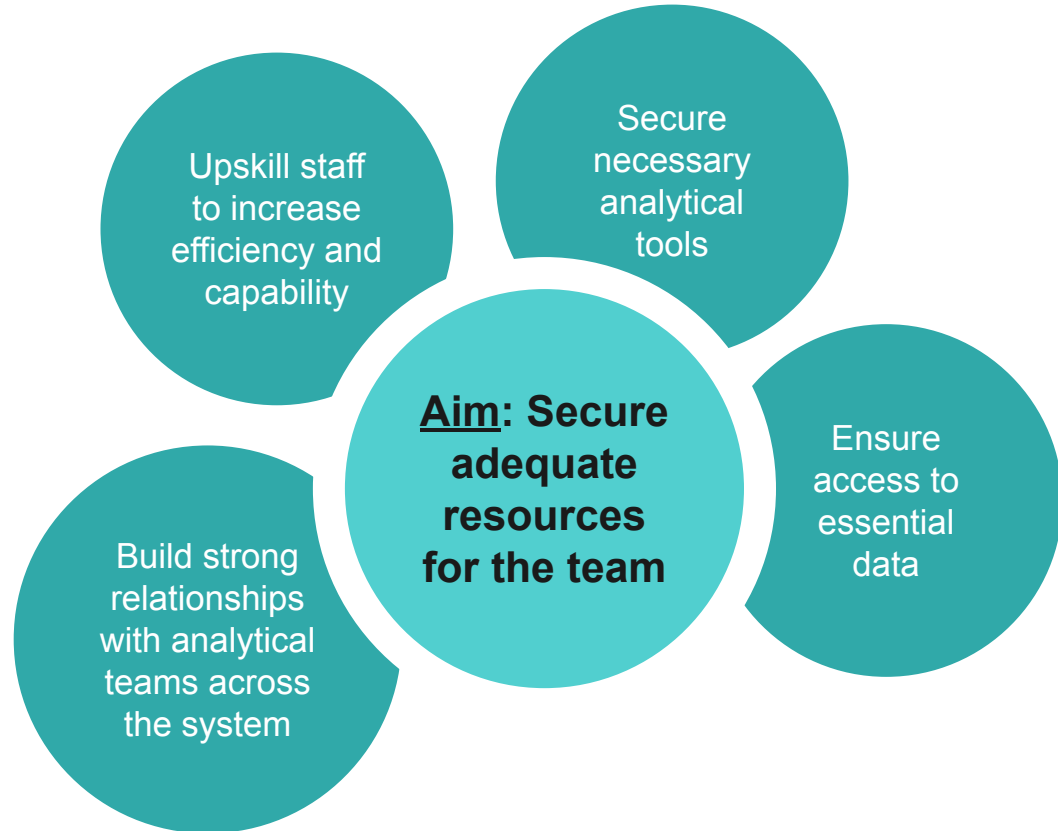 Upskill staff
to increase
efficiency and
capability
Secure
necessary
analytical
tools
Aim: Secure
adequate
resources
for the team
Ensure
access to
essential
data
Build strong
relationships
with analytical
teams across
the system